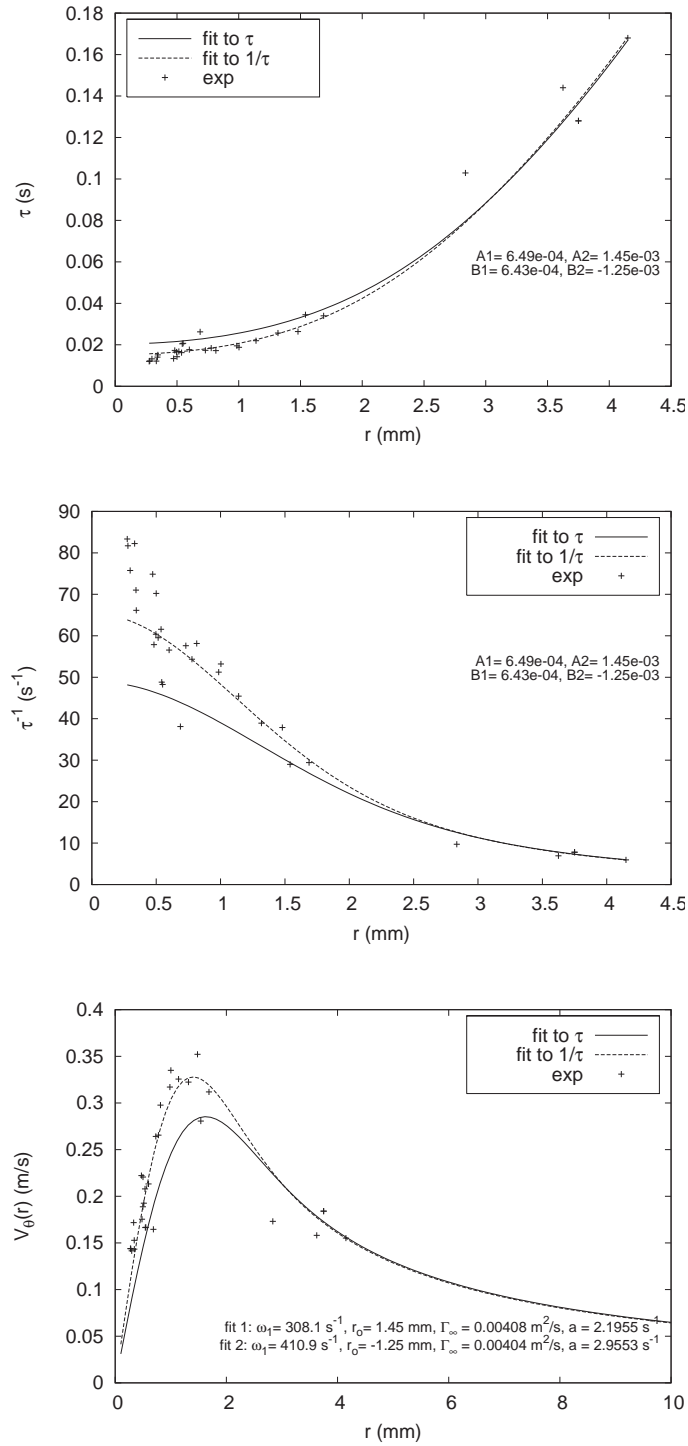 0.18
0.16
0.14
0.12
0.1
0.08
0.06
0.04
0.02
0
τ (s)
fit to τ
fit to 1/τ
exp
A1= 6.49e-04, A2= 1.45e-03
B1= 6.43e-04, B2= -1.25e-03
0 0.5 1 1.5 2 2.5 3 3.5 4 4.5
r (mm)
90
80
70
60
50
40
30
20
10
0
τ⁻¹ (s⁻¹)
fit to τ
fit to 1/τ
exp
A1= 6.49e-04, A2= 1.45e-03
B1= 6.43e-04, B2= -1.25e-03
0 0.5 1 1.5 2 2.5 3 3.5 4 4.5
r (mm)
0.4
0.35
0.3
0.25
0.2
0.15
0.1
0.05
0
V_θ(r) (m/s)
fit to τ
fit to 1/τ
exp
fit 1: ω₁= 308.1 s⁻¹, r₀= 1.45 mm, Γ∞ = 0.00408 m²/s, a = 2.1955 s⁻¹
fit 2: ω₁= 410.9 s⁻¹, r₀= -1.25 mm, Γ∞ = 0.00404 m²/s, a = 2.9553 s⁻¹
0 2 4 6 8 10
r (mm)